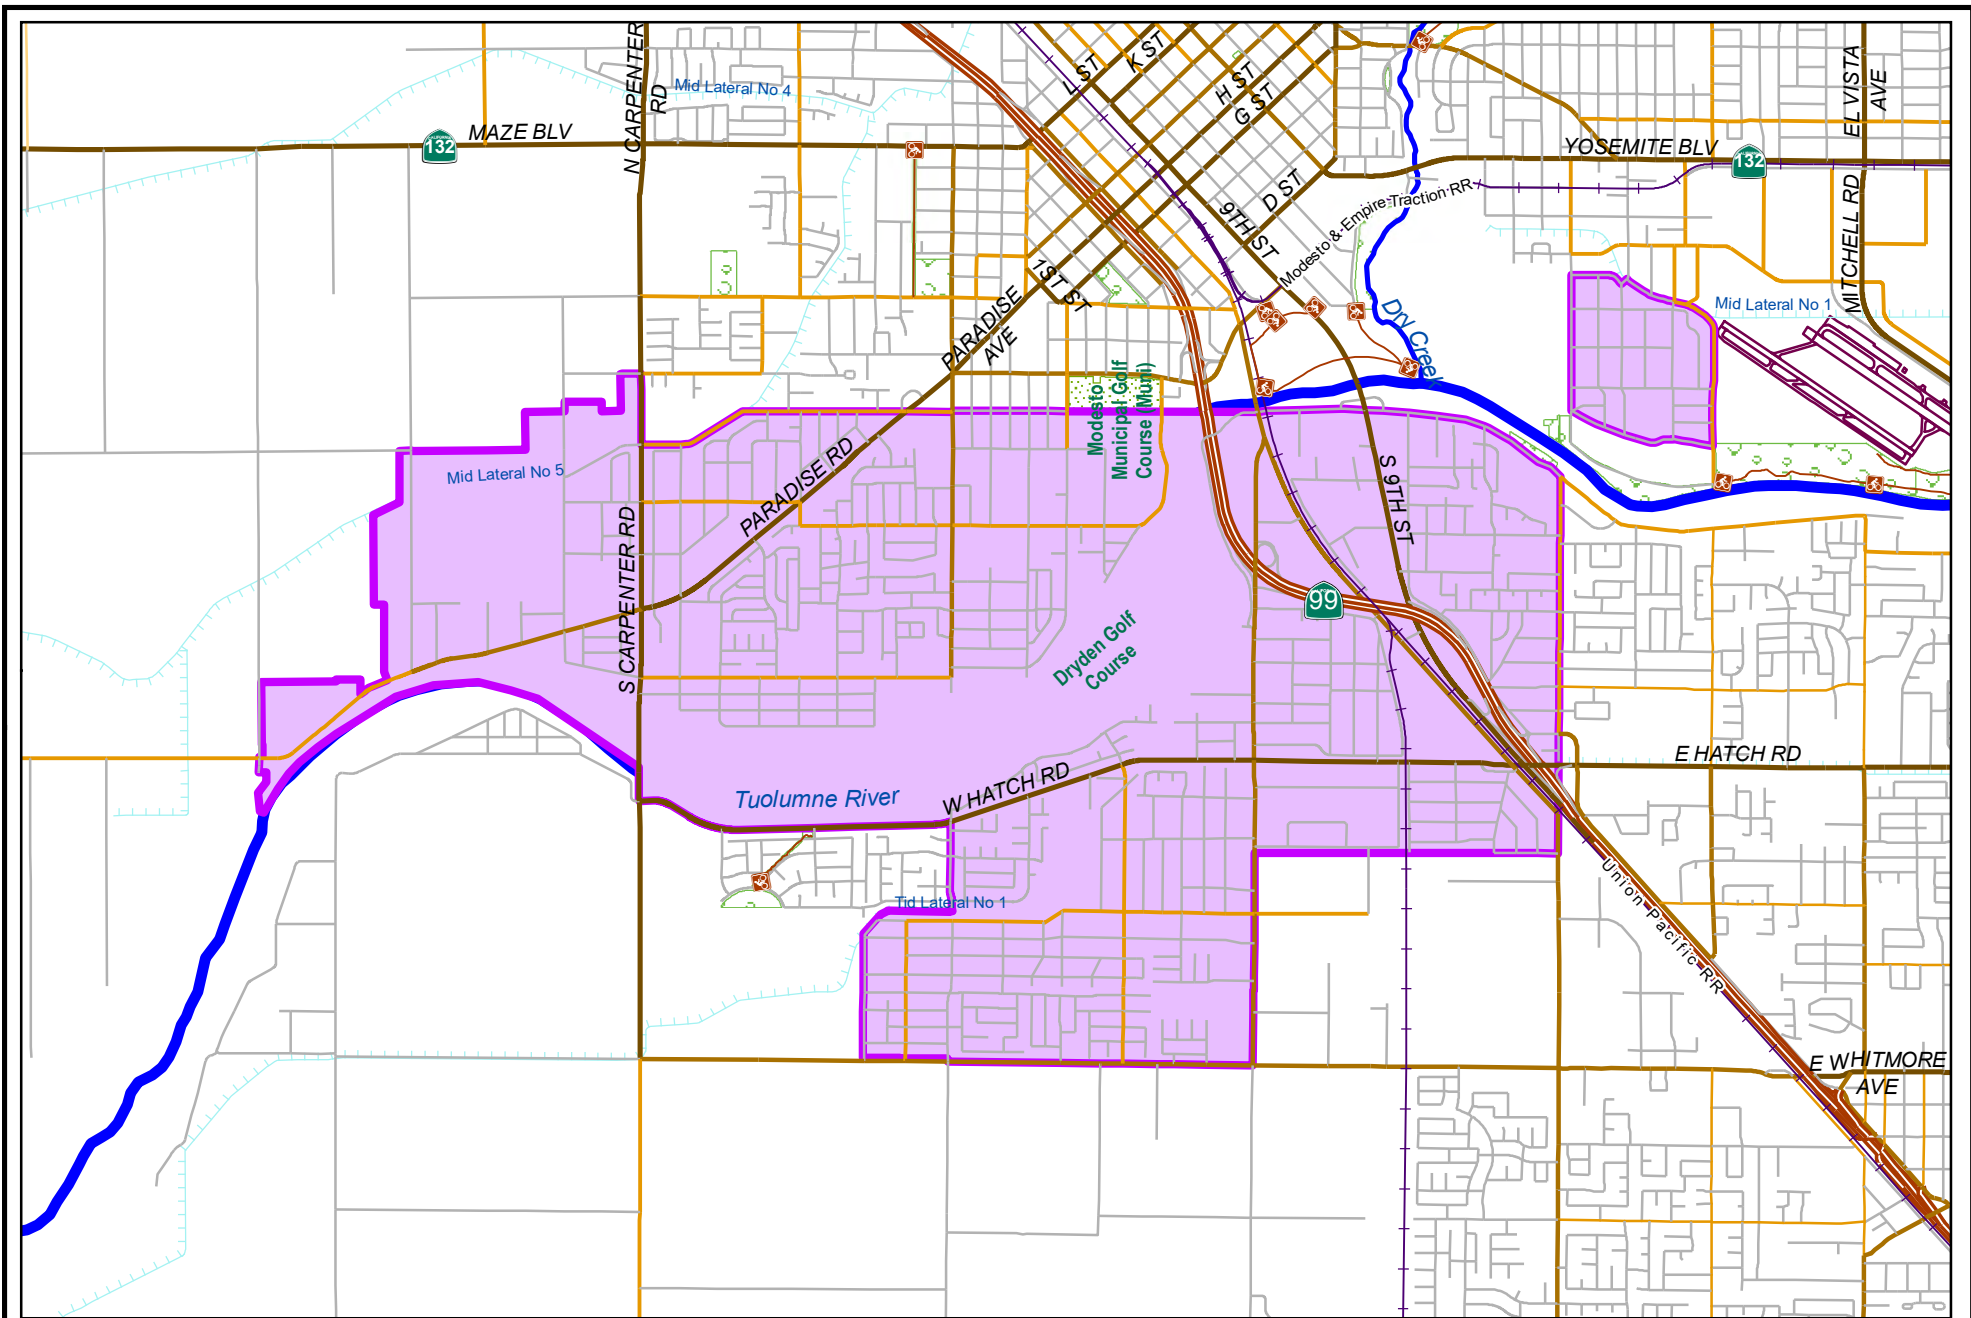 N CARPENTER
RD
Mid Lateral No 4
MAZE BLV
132
L ST
K ST
H ST
G ST
D ST
9TH ST
1ST ST
PARADISE
AVE
Modesto & Empire Traction RR
YOSEMITE BLV
132
EL VISTA
AVE
MITCHELL RD
Mid Lateral No 1
Dry Creek
Modesto
Municipal Golf
Course (Muni)
Mid Lateral No 5
PARADISE RD
S CARPENTER RD
S 9TH ST
99
Dryden Golf
Course
Tuolumne River
W HATCH RD
E HATCH RD
Tid Lateral No 1
Union Pacific RR
E WHITMORE
AVE